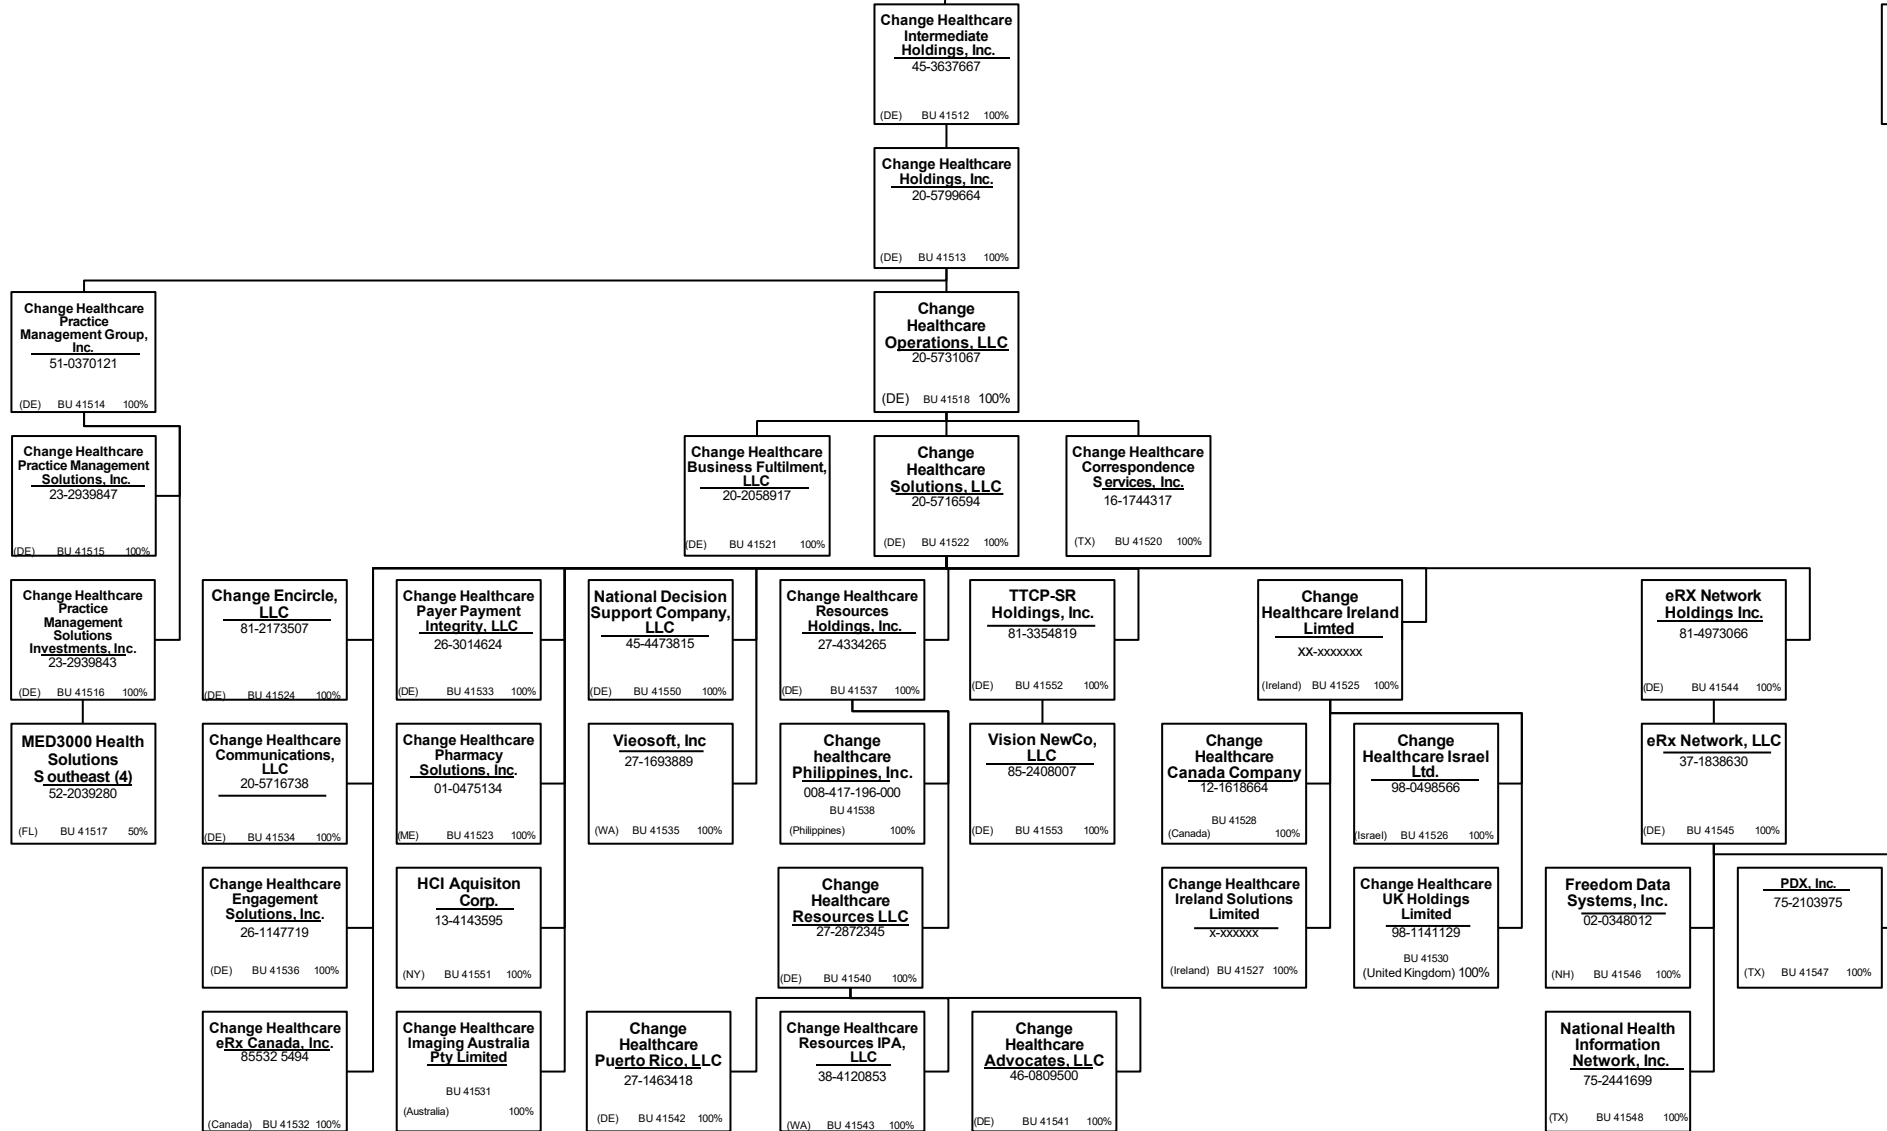 Change Healthcare
Intermediate
Holdings, Inc.
45-3637667
(DE) BU 41512 100%
Change Healthcare
Holdings, Inc.
20-5799664
(DE) BU 41513 100%
Change Healthcare
Practice
Management Group,
Inc.
51-0370121
(DE) BU 41514 100%
Change
Healthcare
Operations, LLC
20-5731067
(DE) BU 41518 100%
Change Healthcare
Practice Management
Solutions, Inc.
23-2939847
(DE) BU 41515 100%
Change Healthcare
Business Fultilment,
LLC
20-2058917
(DE) BU 41521 100%
Change
Healthcare
Solutions, LLC
20-5716594
(DE) BU 41522 100%
Change Healthcare
Correspondence
Services, Inc.
16-1744317
(TX) BU 41520 100%
Change Healthcare
Practice
Management
Solutions
Investments, Inc.
23-2939843
(DE) BU 41516 100%
Change Encircle,
LLC
81-2173507
(DE) BU 41524 100%
Change Healthcare
Payer Payment
Integrity, LLC
26-3014624
(DE) BU 41533 100%
National Decision
Support Company,
LLC
45-4473815
(DE) BU 41550 100%
Change Healthcare
Resources
Holdings, Inc.
27-4334265
(DE) BU 41537 100%
TTCP-SR
Holdings, Inc.
81-3354819
(DE) BU 41552 100%
Change
Healthcare Ireland
Limted
XX-xxxxxxx
(Ireland) BU 41525 100%
eRX Network
Holdings Inc.
81-4973066
(DE) BU 41544 100%
MED3000 Health
Solutions
Southeast (4)
52-2039280
(FL) BU 41517 50%
Change Healthcare
Communications,
LLC
20-5716738
(DE) BU 41534 100%
Change Healthcare
Pharmacy
Solutions, Inc.
01-0475134
(ME) BU 41523 100%
Vieosoft, Inc
27-1693889
(WA) BU 41535 100%
Change
healthcare
Philippines, Inc.
008-417-196-000
BU 41538
(Philippines) 100%
Vision NewCo,
LLC
85-2408007
(DE) BU 41553 100%
Change
Healthcare
Canada Company
12-1618664
BU 41528
(Canada) 100%
Change
Healthcare Israel
Ltd.
98-0498566
(Israel) BU 41526 100%
eRx Network, LLC
37-1838630
(DE) BU 41545 100%
Change Healthcare
Engagement
Solutions, Inc.
26-1147719
(DE) BU 41536 100%
HCI Aquisiton
Corp.
13-4143595
(NY) BU 41551 100%
Change
Healthcare
Resources LLC
27-2872345
(DE) BU 41540 100%
Change Healthcare
Ireland Solutions
Limited
x-xxxxxx
(Ireland) BU 41527 100%
Change Healthcare
UK Holdings
Limited
98-1141129
BU 41530
(United Kingdom) 100%
Freedom Data
Systems, Inc.
02-0348012
(NH) BU 41546 100%
PDX, Inc.
75-2103975
(TX) BU 41547 100%
Change Healthcare
eRx Canada, Inc.
85532 5494
(Canada) BU 41532 100%
Change Healthcare
Imaging Australia
Pty Limited
BU 41531
(Australia) 100%
Change
Healthcare
Puerto Rico, LLC
27-1463418
(DE) BU 41542 100%
Change Healthcare
Resources IPA,
LLC
38-4120853
(WA) BU 41543 100%
Change
Healthcare
Advocates, LLC
46-0809500
(DE) BU 41541 100%
National Health
Information
Network, Inc.
75-2441699
(TX) BU 41548 100%